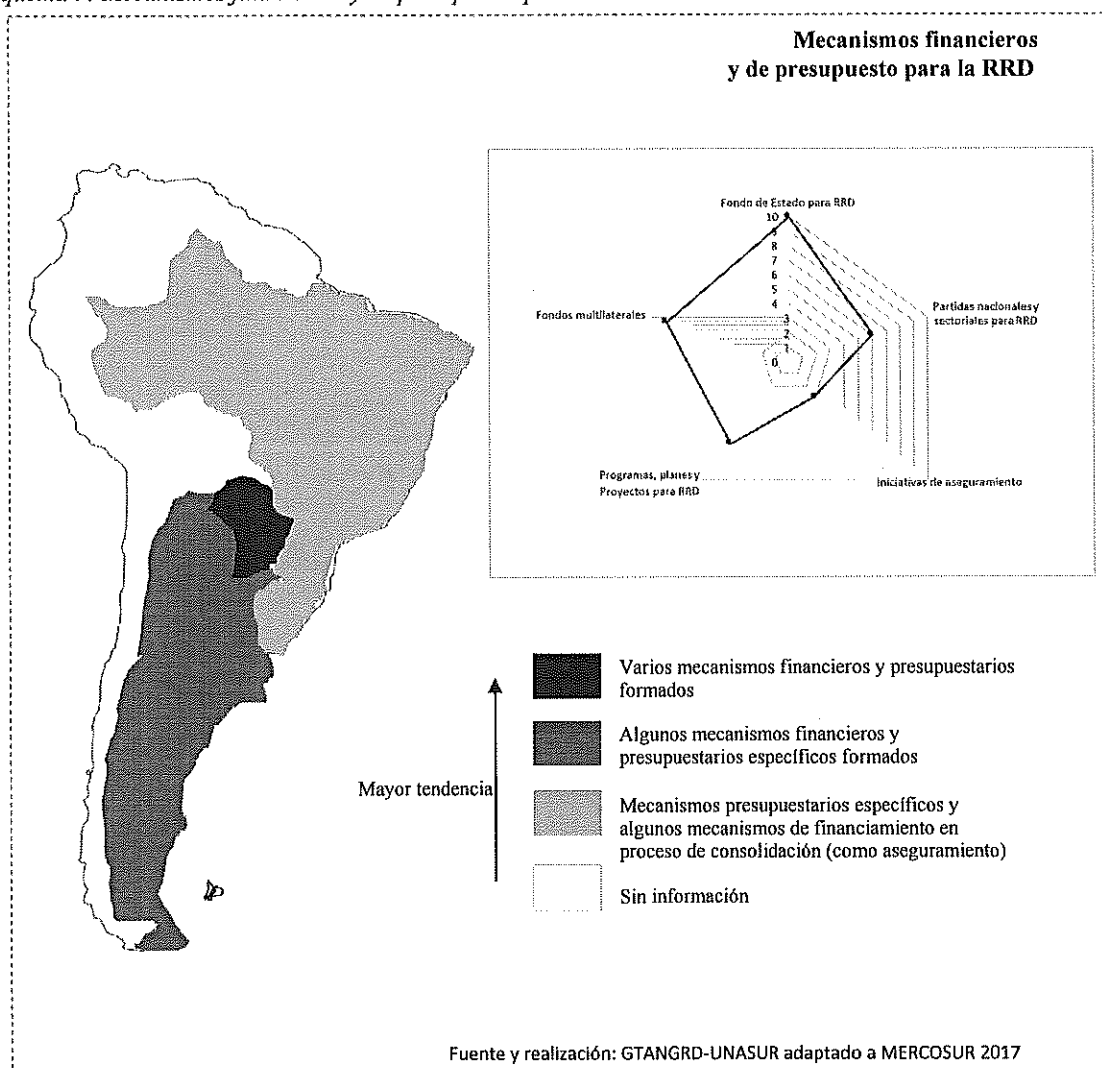 Mecanismos financieros
y de presupuesto para la RRD
Fondo de Estado para RRD
10
9
8
7
6
5
4
3
2
1
0
Fondos multilaterales
Partidas nacionales y
sectoriales para RRD
Programas, planes y
Proyectos para RRD
Iniciativas de aseguramiento
Mayor tendencia
Varios mecanismos financieros y presupuestarios
formados
Algunos mecanismos financieros y
presupuestarios específicos formados
Mecanismos presupuestarios específicos y
algunos mecanismos de financiamiento en
proceso de consolidación (como aseguramiento)
Sin información
Fuente y realización: GTANGRD-UNASUR adaptado a MERCOSUR 2017